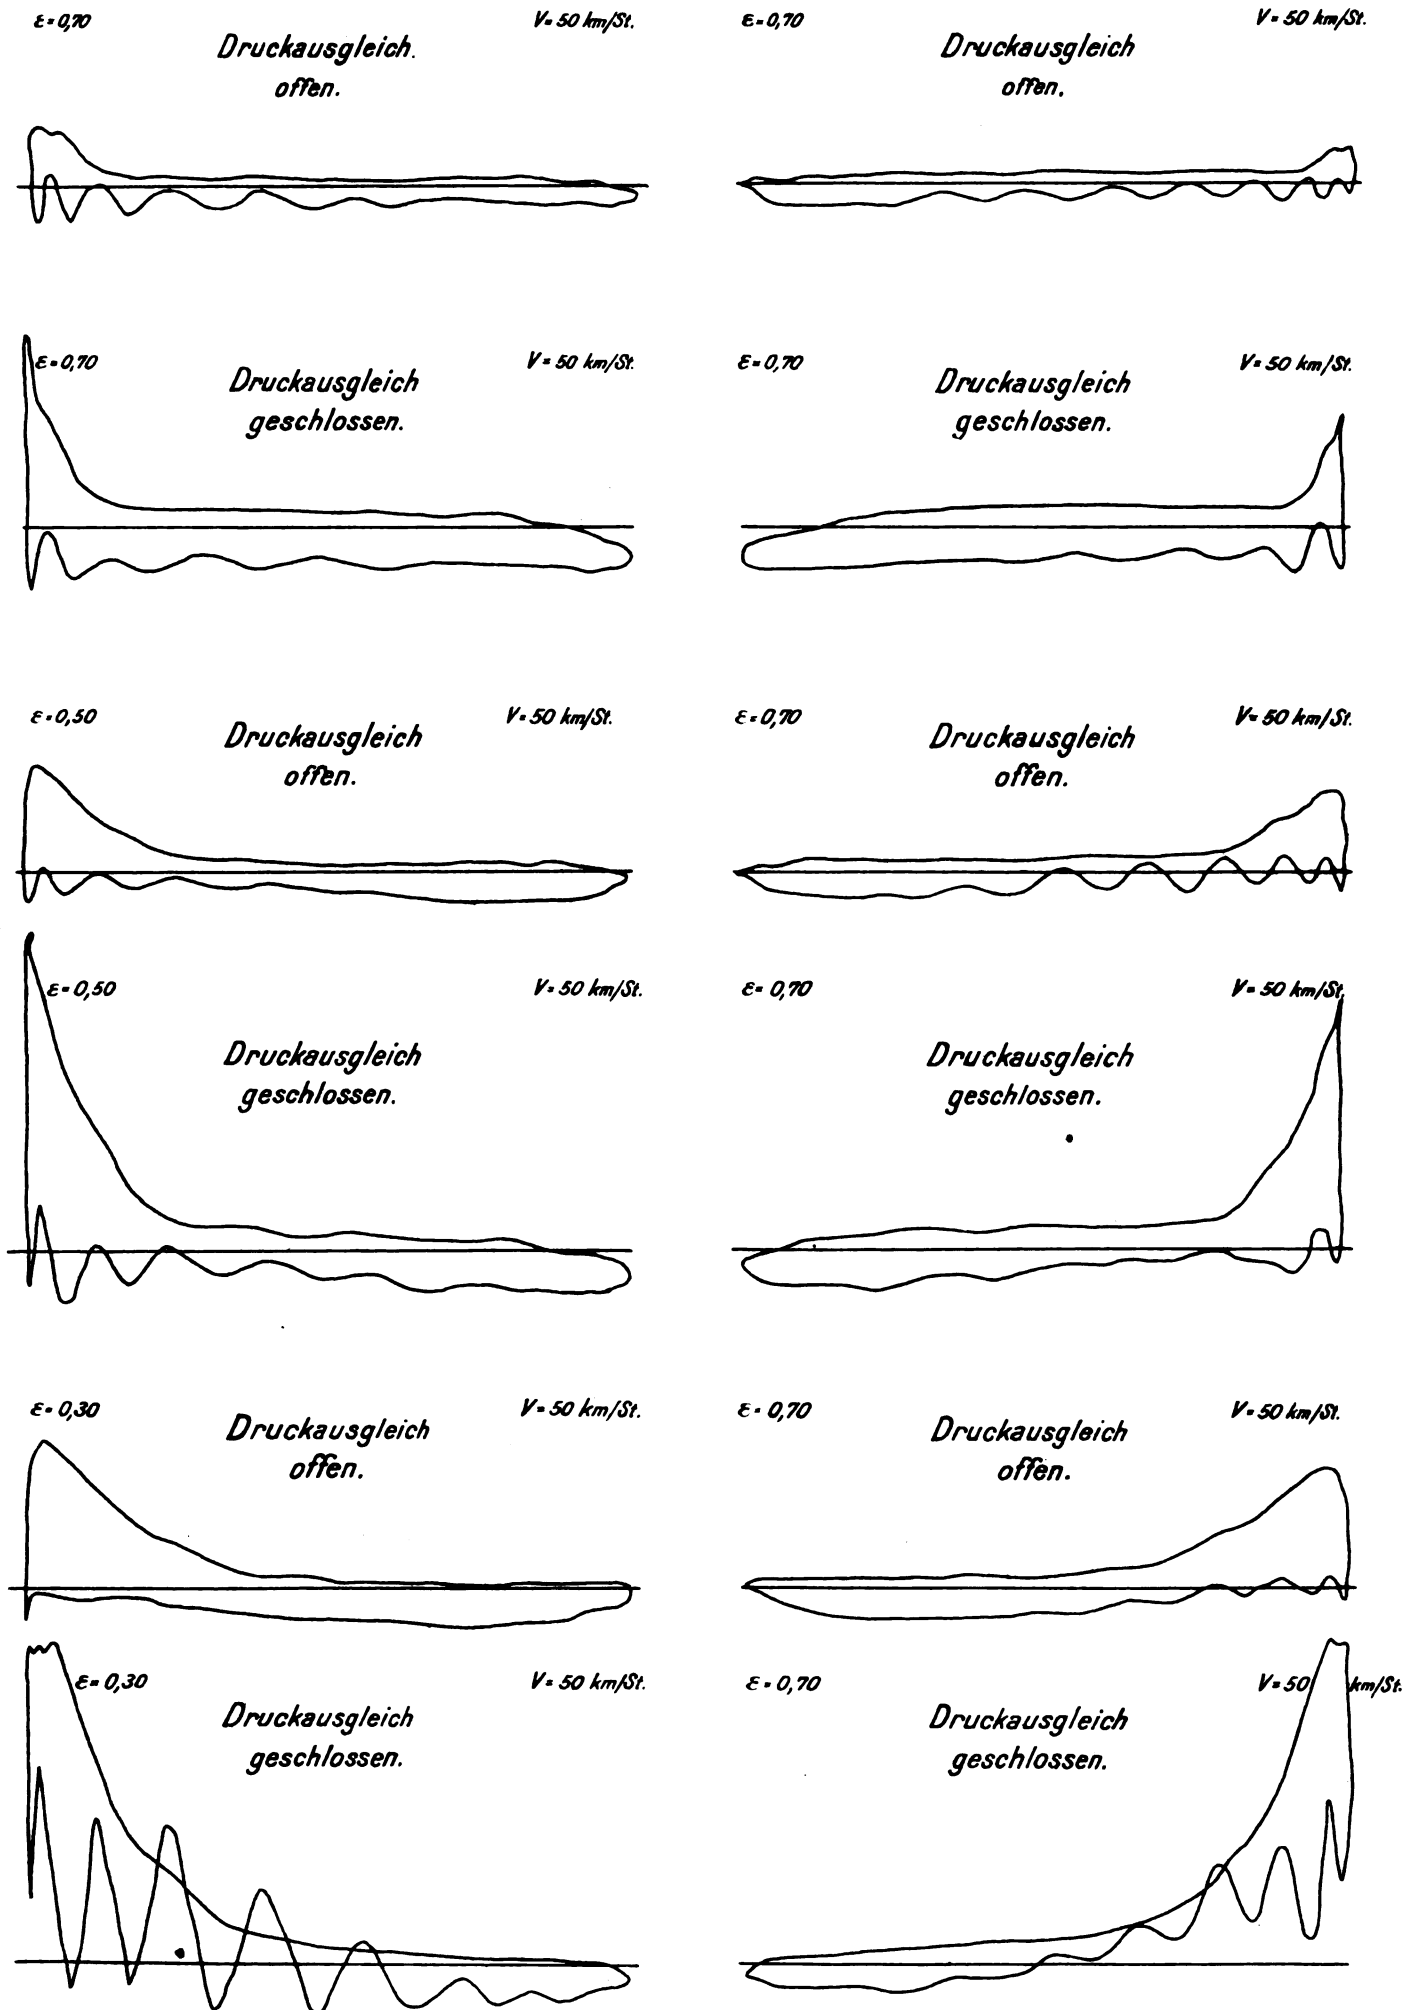 ε=0,70 V=50 km/St. ε=0,70 V=50 km/St.
Druckausgleich. Druckausgleich
offen. offen.
ε=0,70 V=50 km/St. ε=0,70 V=50 km/St.
Druckausgleich Druckausgleich
geschlossen. geschlossen.
ε=0,50 V=50 km/St. ε=0,70 V=50 km/St.
Druckausgleich Druckausgleich
offen. offen.
ε=0,50 V=50 km/St. ε=0,70 V=50 km/St.
Druckausgleich Druckausgleich
geschlossen. geschlossen.
ε=0,30 V=50 km/St. ε=0,70 V=50 km/St.
Druckausgleich Druckausgleich
offen. offen.
ε=0,30 V=50 km/St. ε=0,70 V=50 km/St.
Druckausgleich Druckausgleich
geschlossen. geschlossen.